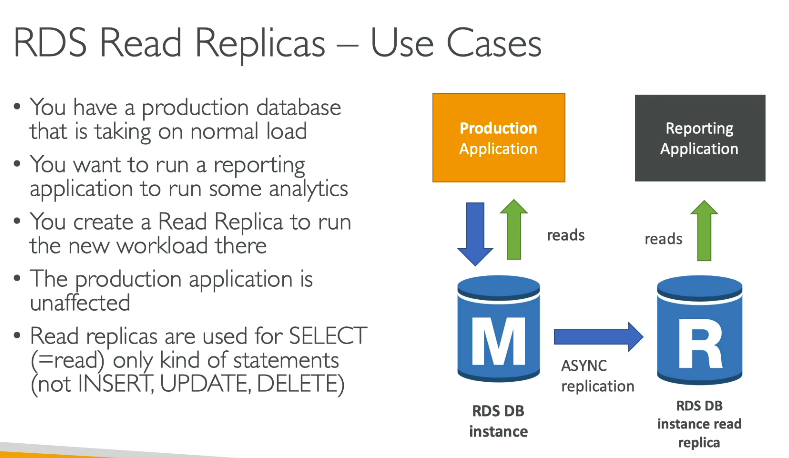 RDS Read Replicas – Use Cases
• You have a production database
that is taking on normal load
• You want to run a reporting
application to run some analytics
• You create a Read Replica to run
the new workload there
• The production application is
unaffected
• Read replicas are used for SELECT
(=read) only kind of statements
(not INSERT, UPDATE, DELETE)
Production
Application
Reporting
Application
reads
reads
M
R
ASYNC
replication
RDS DB
instance
RDS DB
instance read
replica